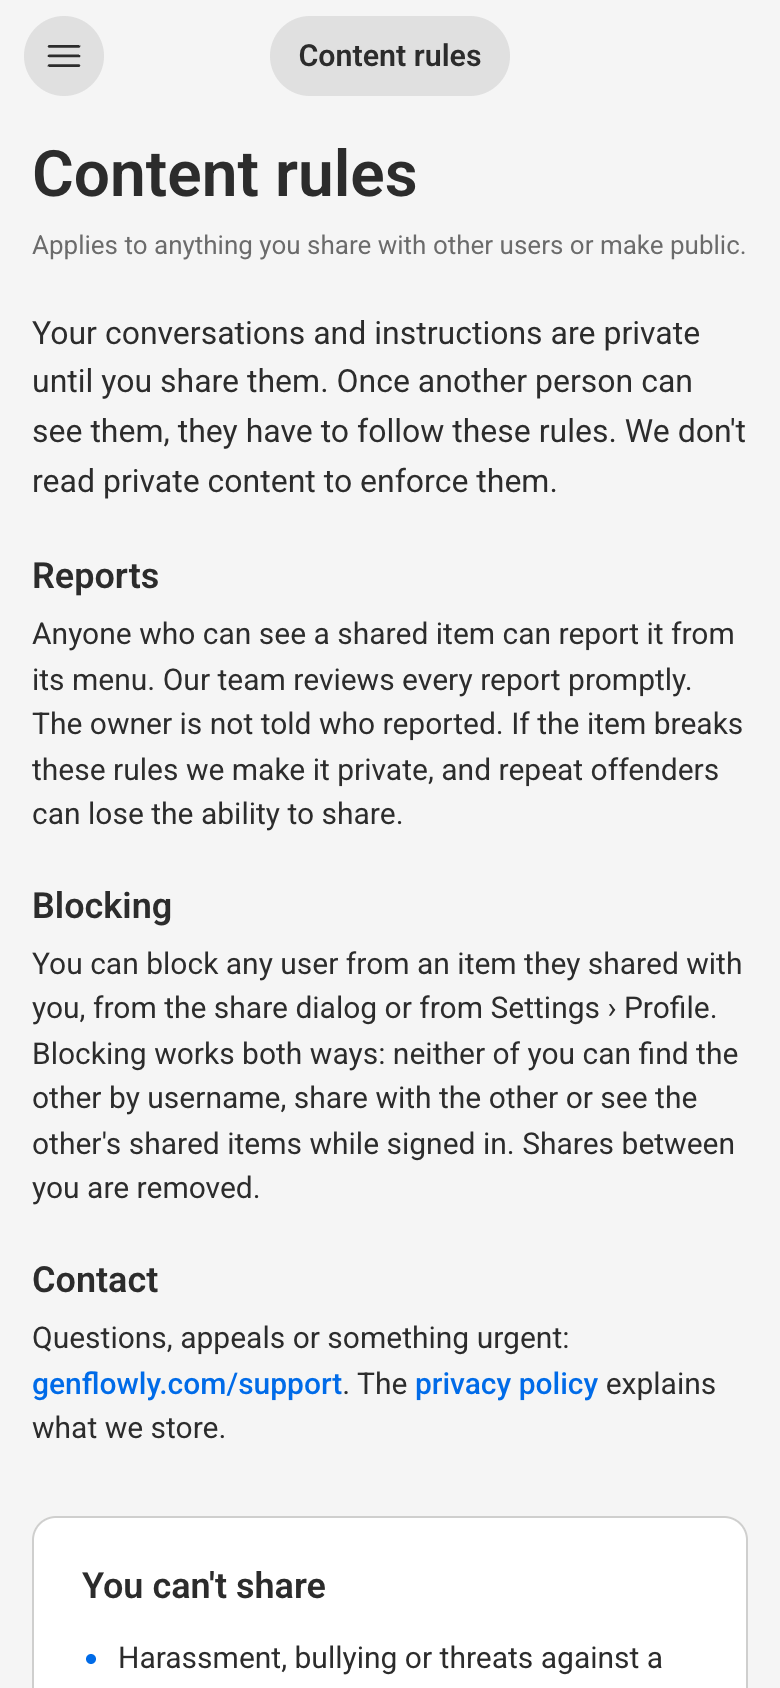 Content rules
Content rules
Applies to anything you share with other users or make public.
Your conversations and instructions are private
until you share them. Once another person can
see them, they have to follow these rules. We don't
read private content to enforce them.
Reports
Anyone who can see a shared item can report it from
its menu. Our team reviews every report promptly.
The owner is not told who reported. If the item breaks
these rules we make it private, and repeat offenders
can lose the ability to share.
Blocking
You can block any user from an item they shared with
you, from the share dialog or from Settings › Profile.
Blocking works both ways: neither of you can find the
other by username, share with the other or see the
other's shared items while signed in. Shares between
you are removed.
Contact
Questions, appeals or something urgent:
genflowly.com/support. The privacy policy explains
what we store.
You can't share
• Harassment, bullying or threats against a